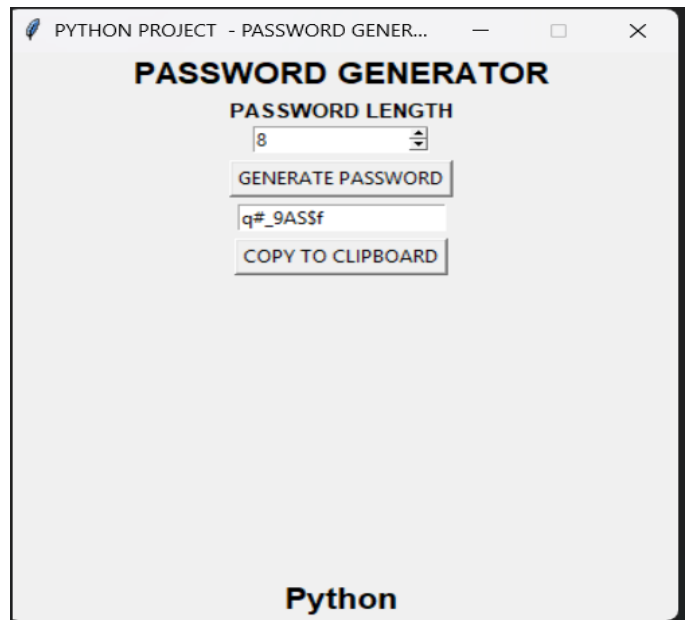 PYTHON PROJECT - PASSWORD GENER...
PASSWORD GENERATOR
PASSWORD LENGTH
8
GENERATE PASSWORD
q#_9AS$f
COPY TO CLIPBOARD
Python